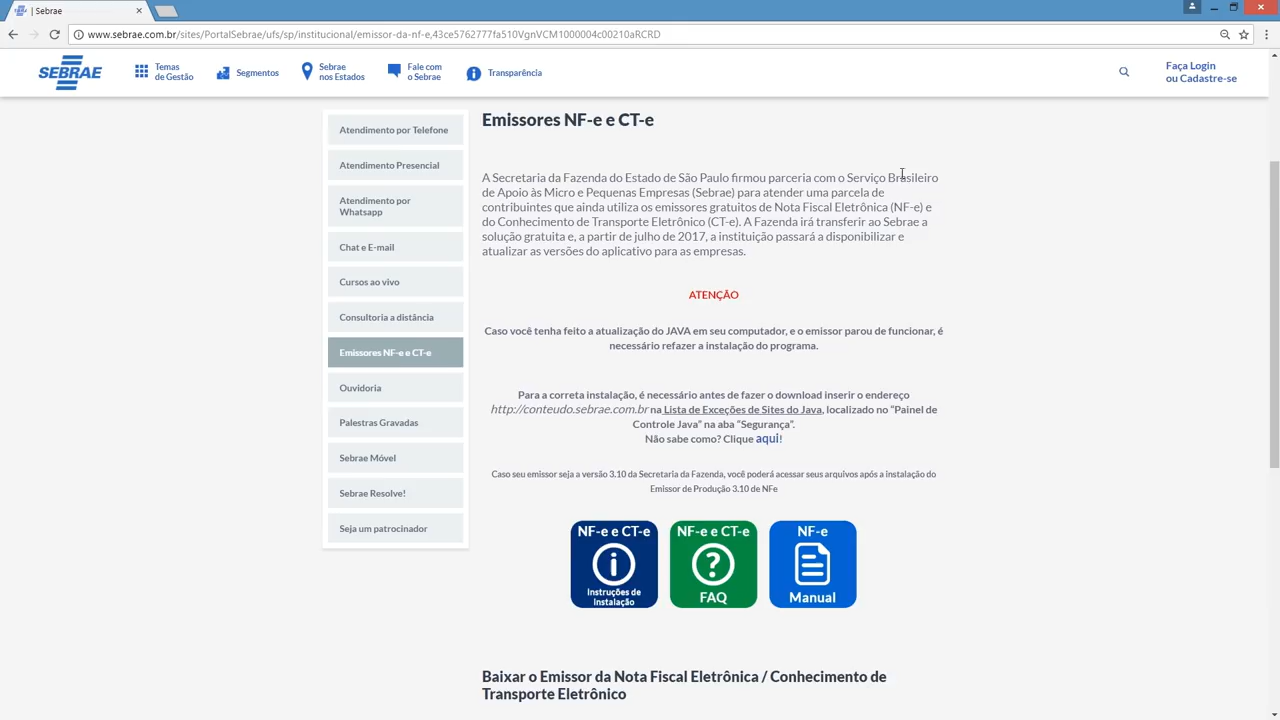 | Sebrae
www.sebrae.com.br/sites/PortalSebrae/ufs/sp/institucional/emissor-da-nf-e,43ce5762777fa510VgnVCM1000004c00210aRCRD
SEBRAE
Temas
de Gestão
Segmentos
Sebrae
nos Estados
Fale com
o Sebrae
Transparência
Faça Login
ou Cadastre-se
Atendimento por Telefone
Atendimento Presencial
Atendimento por
Whatsapp
Chat e E-mail
Cursos ao vivo
Consultoria a distância
Emissores NF-e e CT-e
Ouvidoria
Palestras Gravadas
Sebrae Móvel
Sebrae Resolve!
Seja um patrocinador
Emissores NF-e e CT-e
A Secretaria da Fazenda do Estado de São Paulo firmou parceria com o Serviço Brasileiro
de Apoio às Micro e Pequenas Empresas (Sebrae) para atender uma parcela de
contribuintes que ainda utiliza os emissores gratuitos de Nota Fiscal Eletrônica (NF-e) e
do Conhecimento de Transporte Eletrônico (CT-e). A Fazenda irá transferir ao Sebrae a
solução gratuita e, a partir de julho de 2017, a instituição passará a disponibilizar e
atualizar as versões do aplicativo para as empresas.
ATENÇÃO
Caso você tenha feito a atualização do JAVA em seu computador, e o emissor parou de funcionar, é
necessário refazer a instalação do programa.
Para a correta instalação, é necessário antes de fazer o download inserir o endereço
http://conteudo.sebrae.com.br na Lista de Exceções de Sites do Java, localizado no “Painel de
Controle Java” na aba “Segurança”.
Não sabe como? Clique aqui!
Caso seu emissor seja a versão 3.10 da Secretaria da Fazenda, você poderá acessar seus arquivos após a instalação do
Emissor de Produção 3.10 de NFe
NF-e e CT-e
Instruções de
Instalação
NF-e e CT-e
FAQ
NF-e
Manual
Baixar o Emissor da Nota Fiscal Eletrônica / Conhecimento de
Transporte Eletrônico